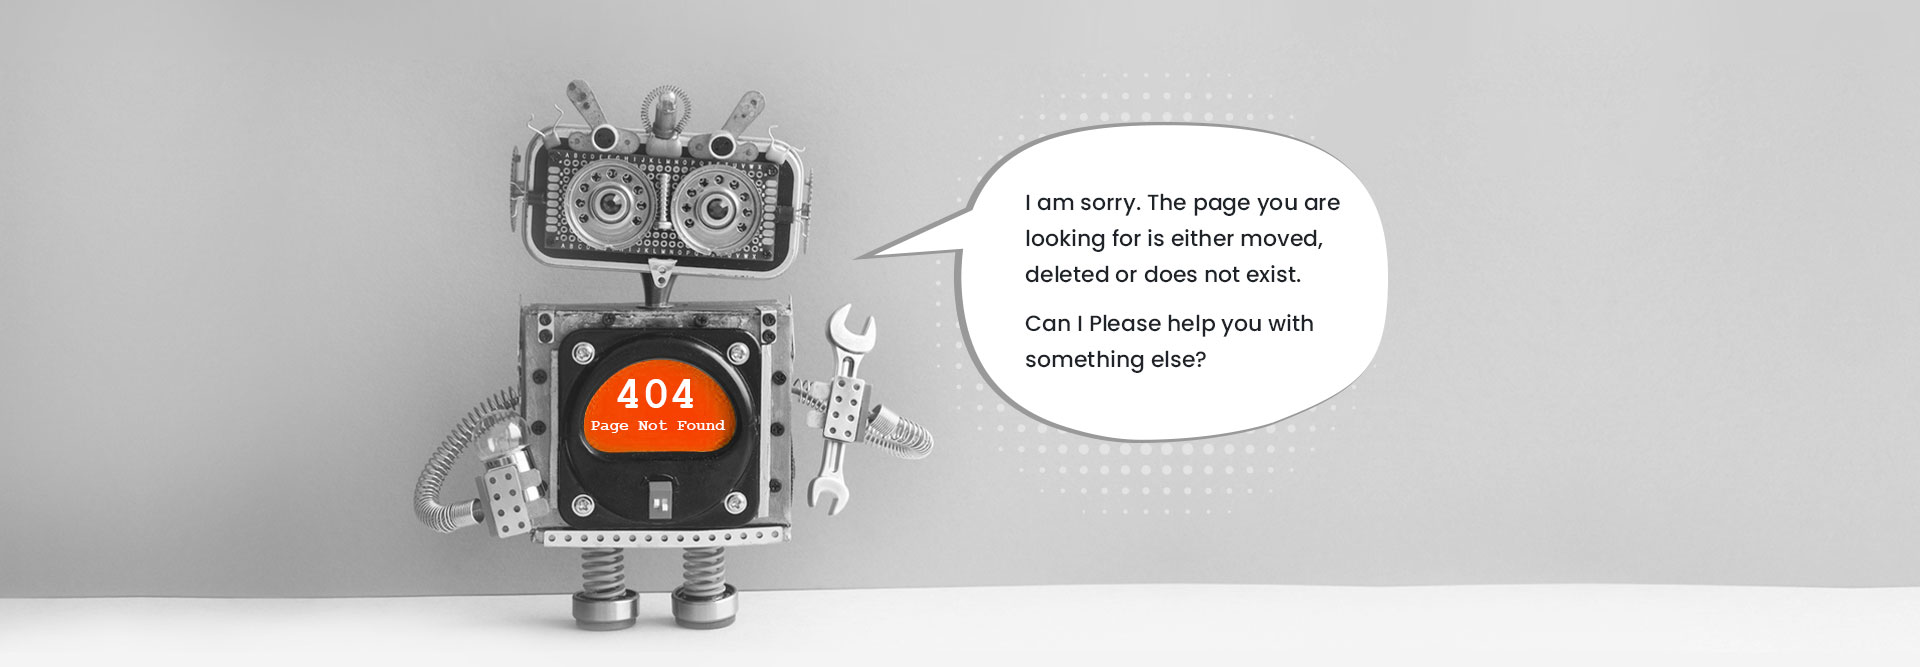 I am sorry. The page you are
looking for is either moved,
deleted or does not exist.
Can I Please help you with
something else?
404
Page Not Found